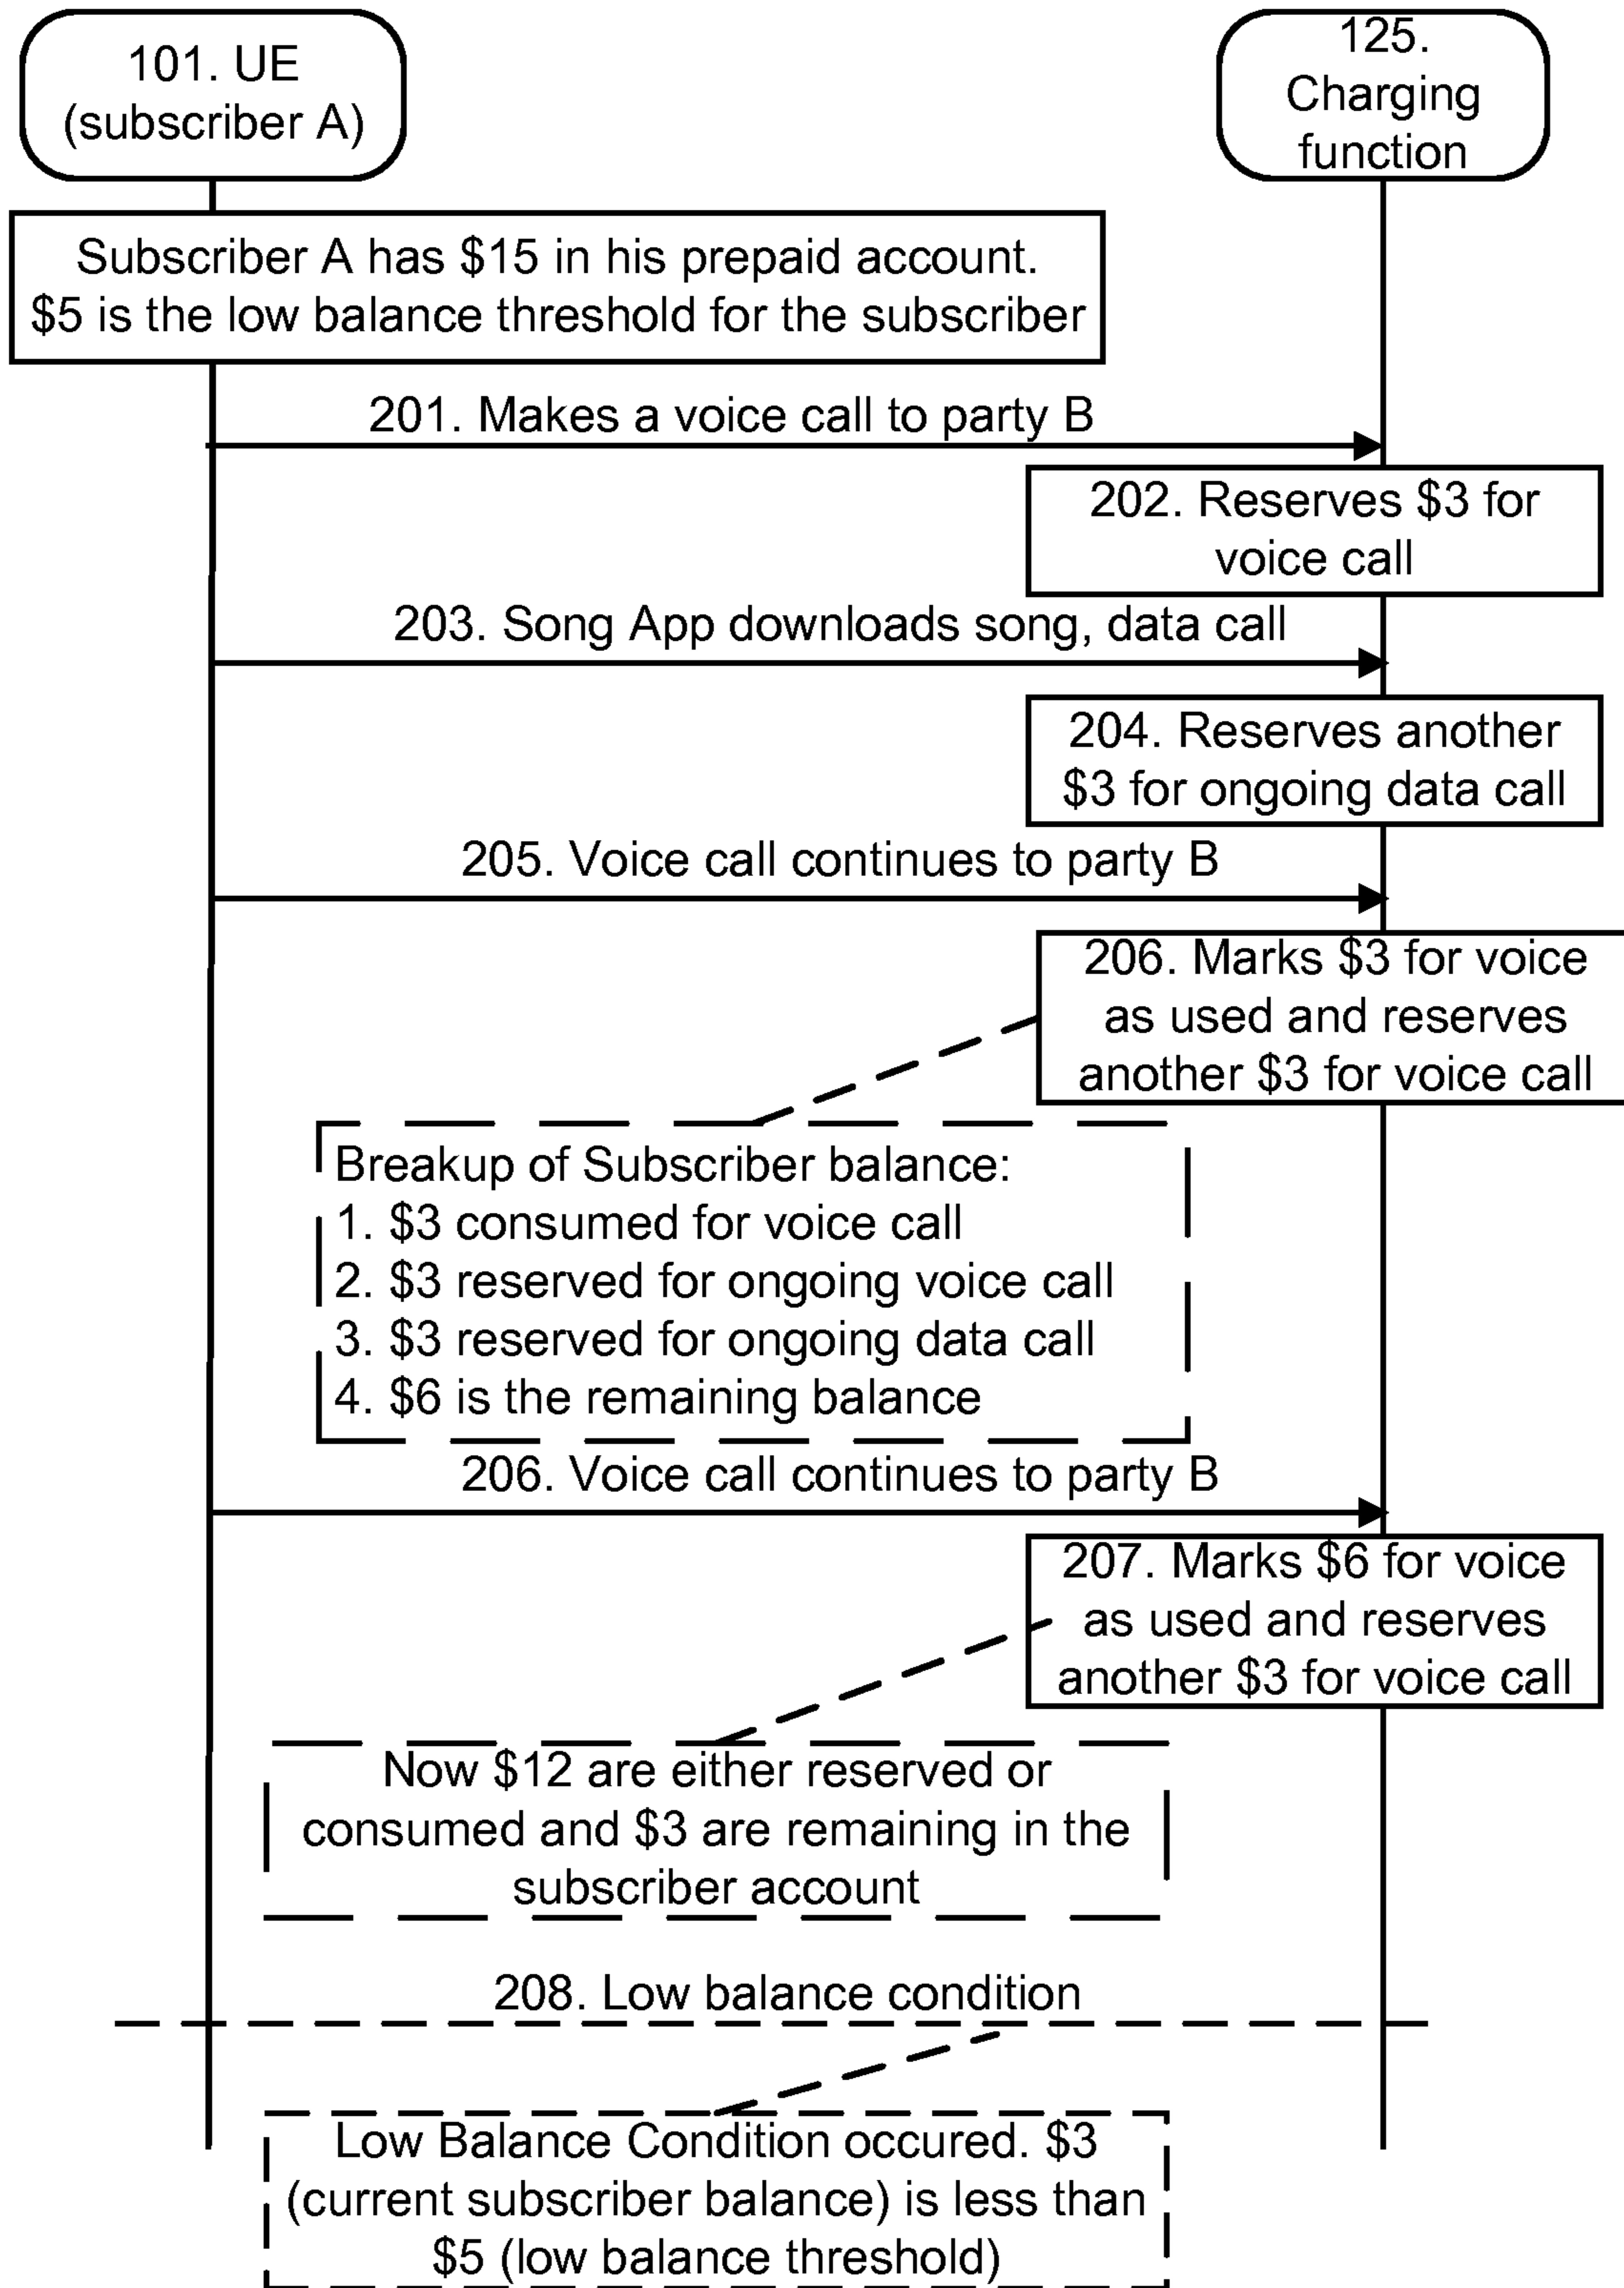 101. UE
(subscriber A)
125.
Charging
function
Subscriber A has $15 in his prepaid account.
$5 is the low balance threshold for the subscriber
201. Makes a voice call to party B
202. Reserves $3 for
voice call
203. Song App downloads song, data call
204. Reserves another
$3 for ongoing data call
205. Voice call continues to party B
206. Marks $3 for voice
as used and reserves
another $3 for voice call
Breakup of Subscriber balance:
1. $3 consumed for voice call
2. $3 reserved for ongoing voice call
3. $3 reserved for ongoing data call
4. $6 is the remaining balance
206. Voice call continues to party B
207. Marks $6 for voice
as used and reserves
another $3 for voice call
Now $12 are either reserved or
consumed and $3 are remaining in the
subscriber account
208. Low balance condition
Low Balance Condition occured. $3
(current subscriber balance) is less than
$5 (low balance threshold)